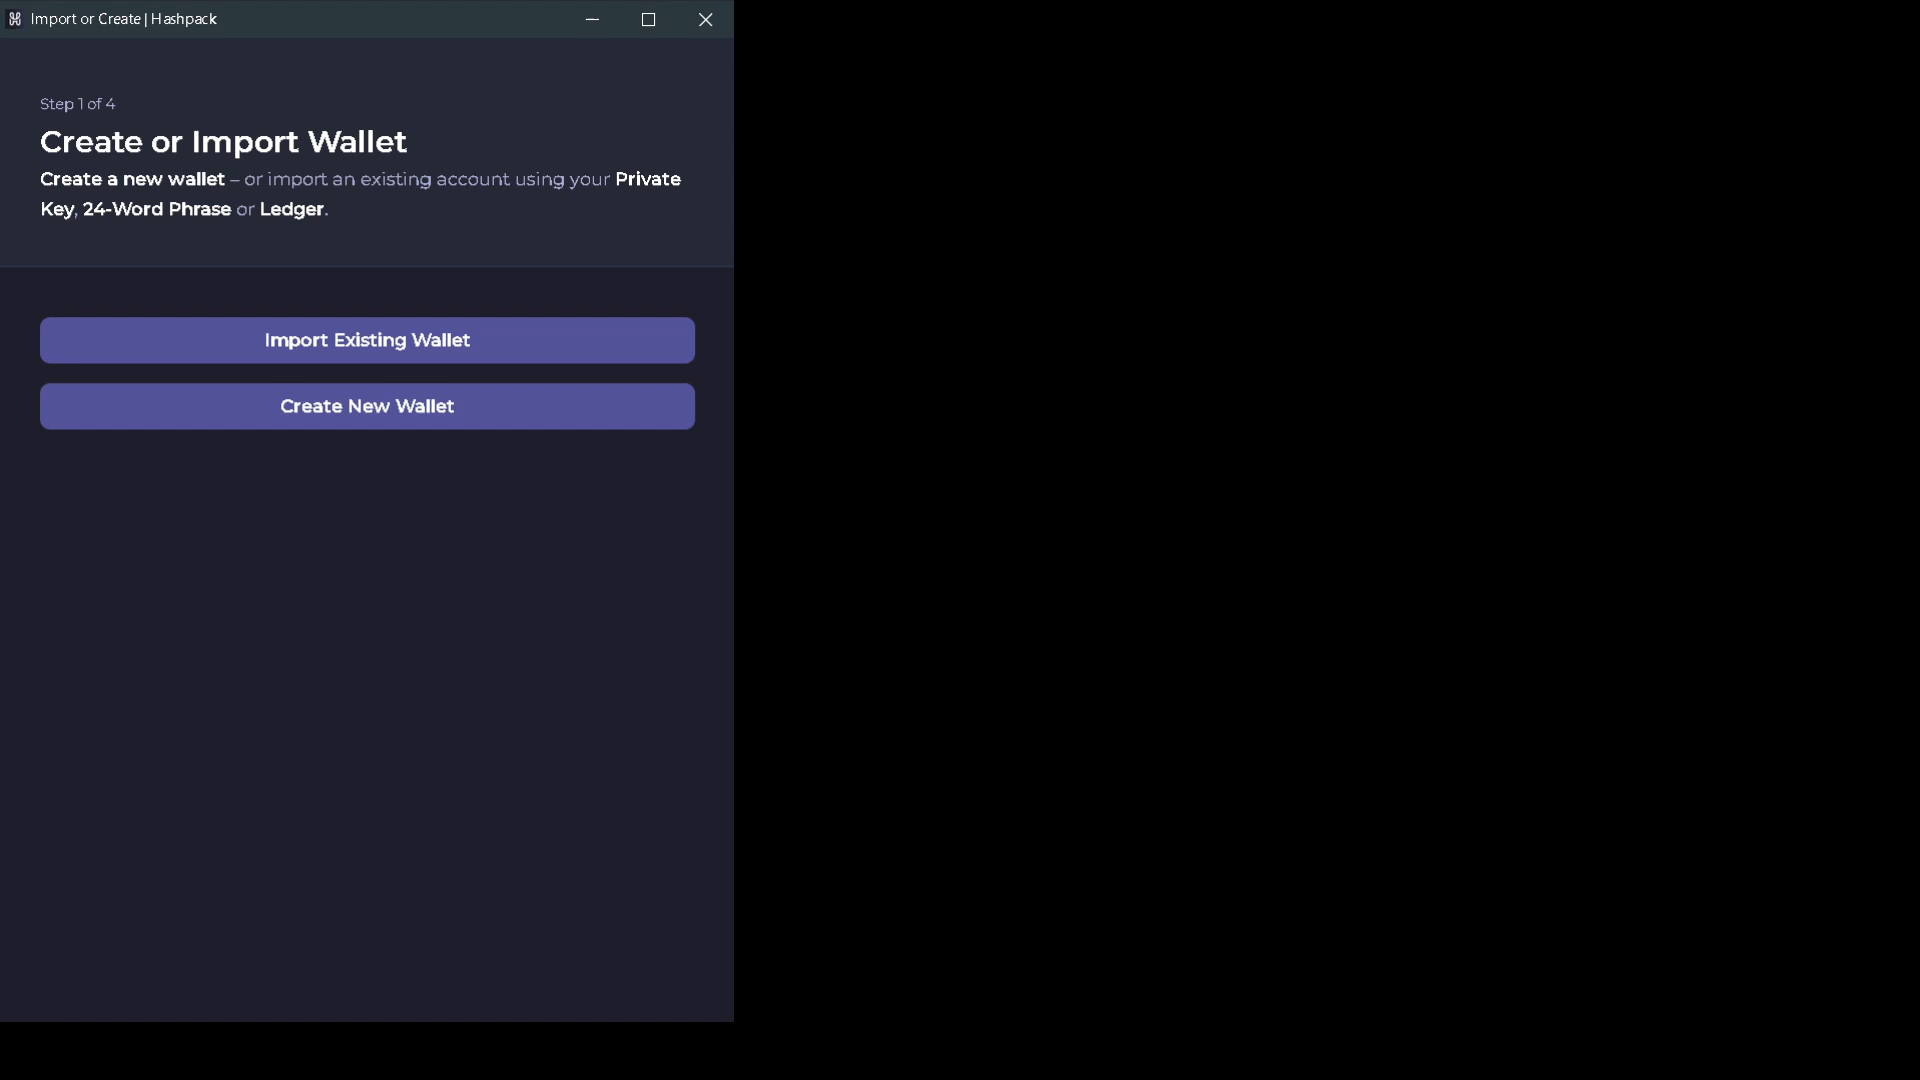 Import or Create | Hashpack
Step 1 of 4
Create or Import Wallet
Create a new wallet – or import an existing account using your Private
Key, 24-Word Phrase or Ledger.
Import Existing Wallet
Create New Wallet